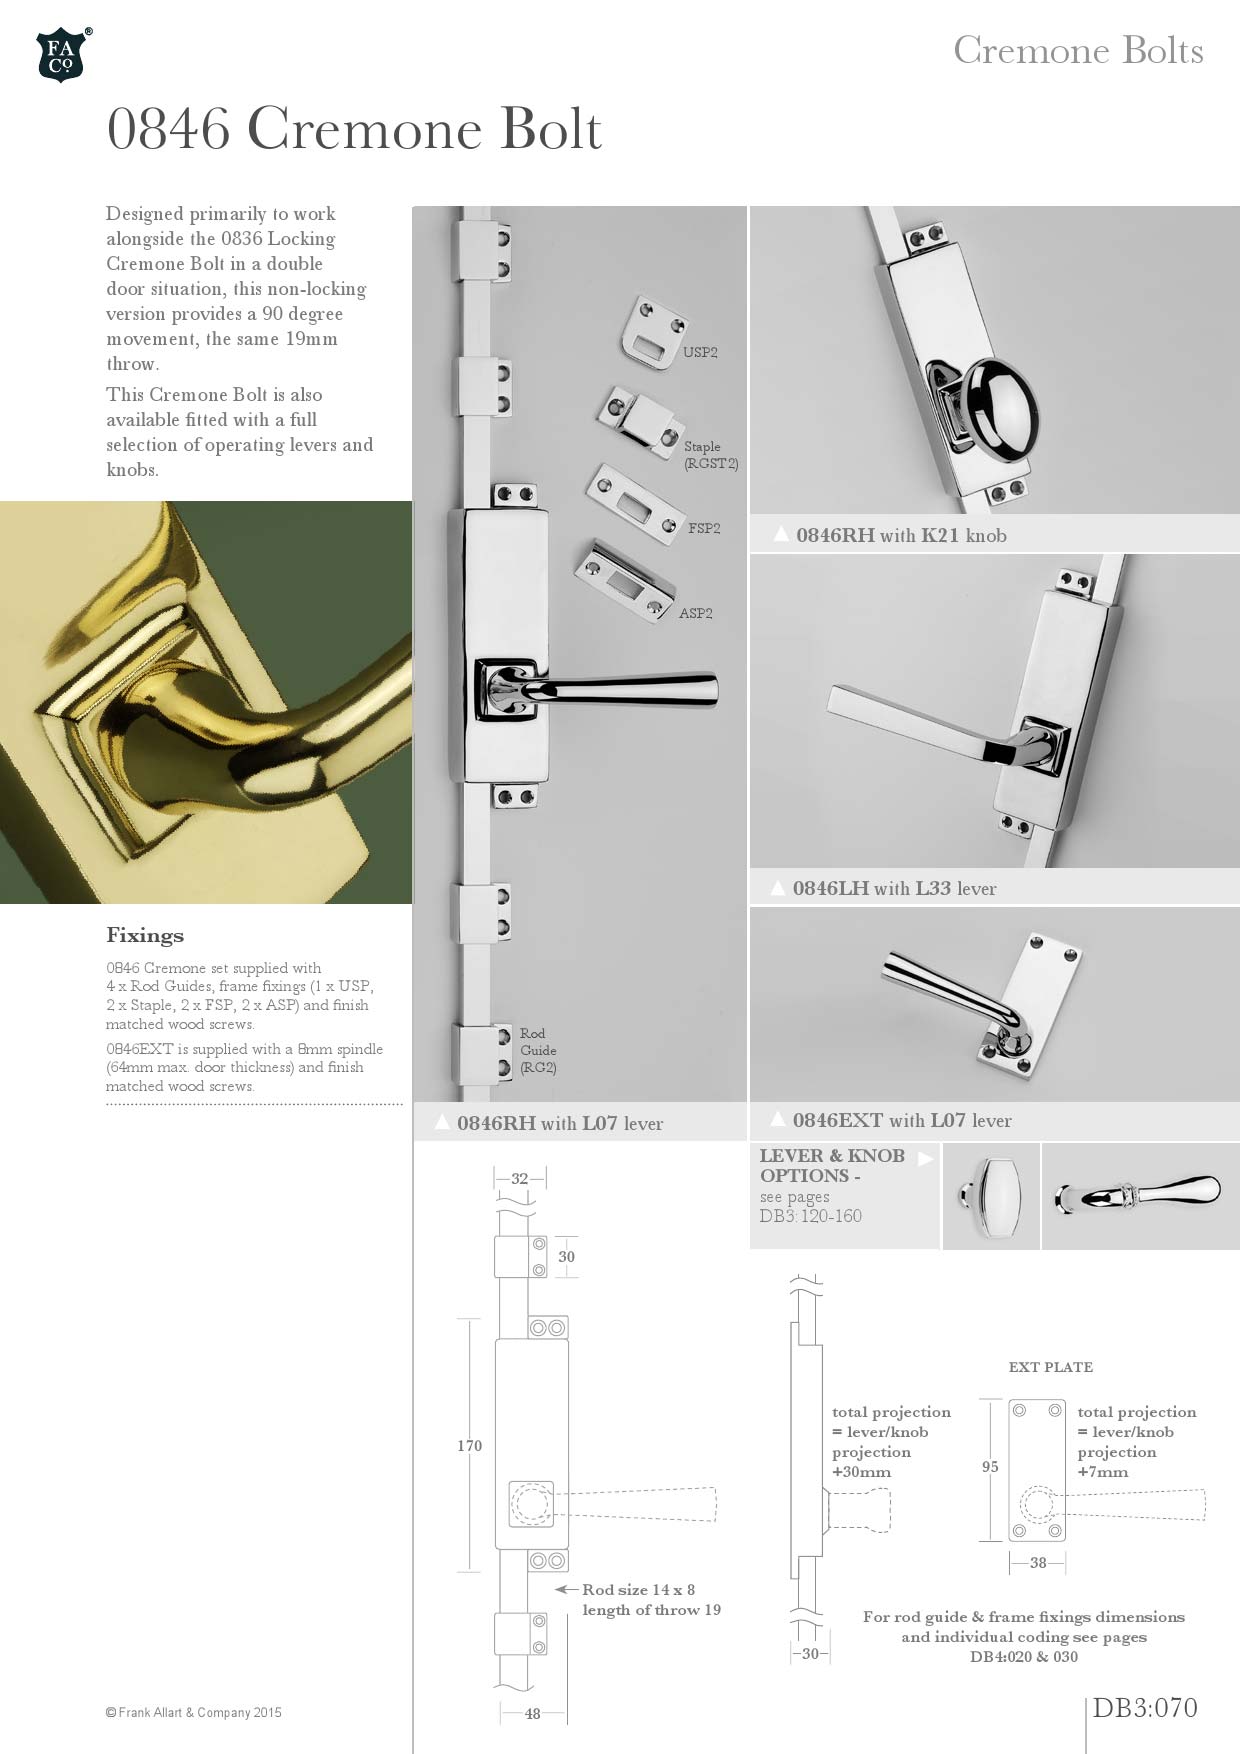 FA
Co.
®
Cremone Bolts
0846 Cremone Bolt
Designed primarily to work
alongside the 0836 Locking
Cremone Bolt in a double
door situation, this non-locking
version provides a 90 degree
movement, the same 19mm
throw.
This Cremone Bolt is also
available fitted with a full
selection of operating levers and
knobs.
Fixings
0846 Cremone set supplied with
4 x Rod Guides, frame fixings (1 x USP,
2 x Staple, 2 x FSP, 2 x ASP) and finish
matched wood screws.
0846EXT is supplied with a 8mm spindle
(64mm max. door thickness) and finish
matched wood screws.
USP2
Staple
(RGST2)
FSP2
ASP2
Rod
Guide
(RG2)
0846RH with L07 lever
0846RH with K21 knob
0846LH with L33 lever
0846EXT with L07 lever
LEVER & KNOB
OPTIONS -
see pages
DB3:120-160
32
30
170
Rod size 14 x 8
length of throw 19
48
total projection
= lever/knob
projection
+30mm
30
EXT PLATE
95
total projection
= lever/knob
projection
+7mm
38
For rod guide & frame fixings dimensions
and individual coding see pages
DB4:020 & 030
© Frank Allart & Company 2015
DB3:070